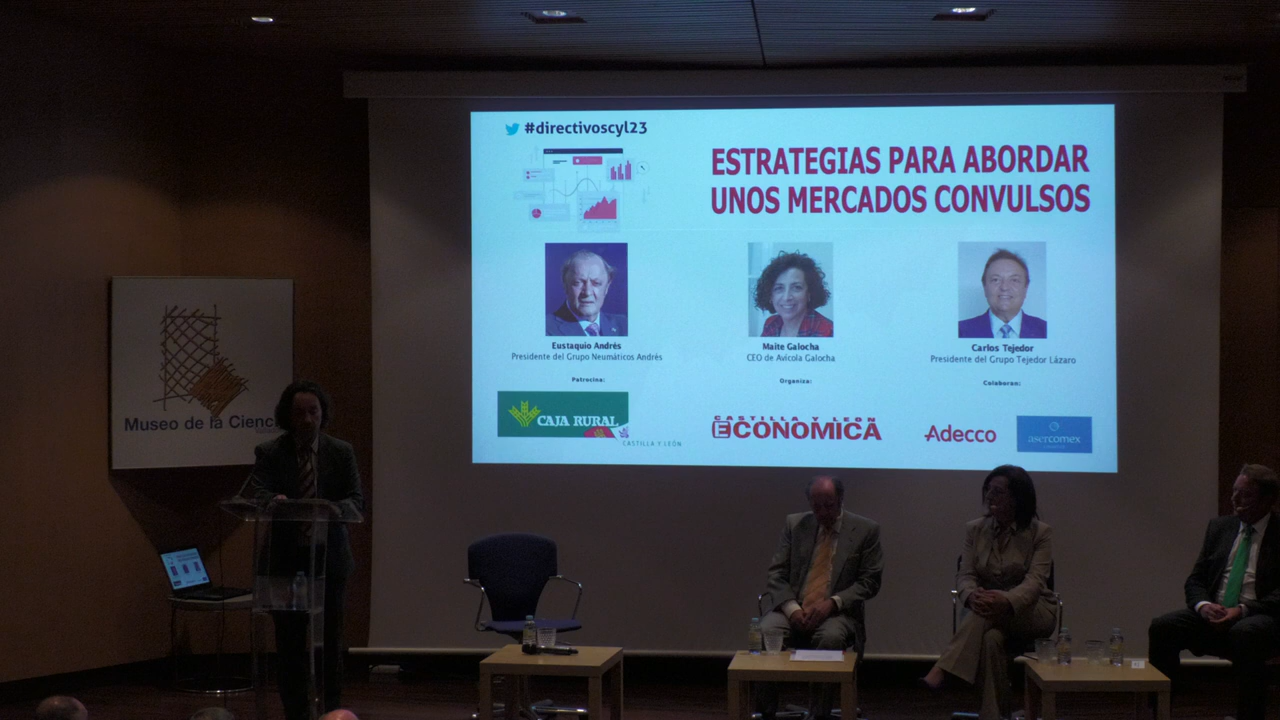 #directivoscyl23
ESTRATEGIAS PARA ABORDAR
UNOS MERCADOS CONVULSOS
Eustaquio Andrés
Presidente del Grupo Neumáticos Andrés
Maite Galocha
CEO de Avícola Galocha
Carlos Tejedor
Presidente del Grupo Tejedor Lázaro
Patrocina:
Organiza:
Colaboran:
CAJA RURAL
CASTILLA Y LEÓN
CASTILLA Y LEÓN
ECONÓMICA
Adecco
asercomex
Museo de la Cienc